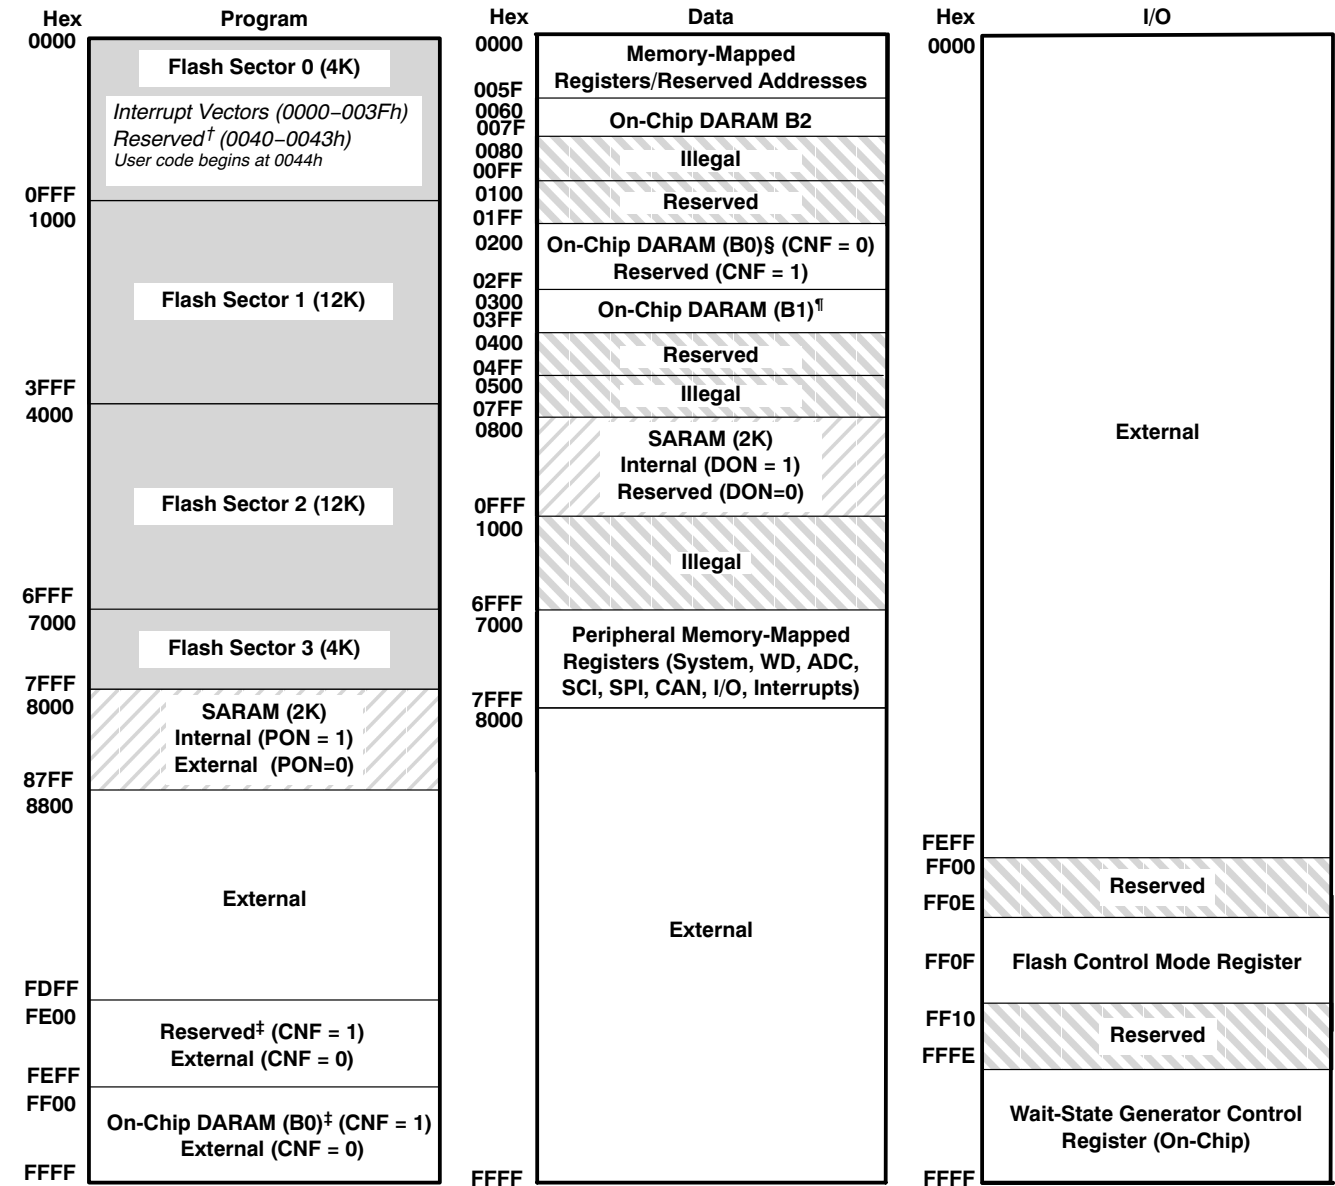 Hex Program
0000
Flash Sector 0 (4K)
Interrupt Vectors (0000–003Fh)
Reserved† (0040–0043h)
User code begins at 0044h
0FFF
1000
Flash Sector 1 (12K)
3FFF
4000
Flash Sector 2 (12K)
6FFF
7000
Flash Sector 3 (4K)
7FFF
8000
SARAM (2K)
Internal (PON = 1)
External (PON=0)
87FF
8800
External
FDFF
FE00
Reserved‡ (CNF = 1)
External (CNF = 0)
FEFF
FF00
On-Chip DARAM (B0)‡ (CNF = 1)
External (CNF = 0)
FFFF
Hex Data
0000
Memory-Mapped
Registers/Reserved Addresses
005F
0060
On-Chip DARAM B2
007F
0080
Illegal
00FF
0100
Reserved
01FF
0200
On-Chip DARAM (B0)§ (CNF = 0)
Reserved (CNF = 1)
02FF
0300
On-Chip DARAM (B1)¶
03FF
0400
Reserved
04FF
0500
Illegal
07FF
0800
SARAM (2K)
Internal (DON = 1)
Reserved (DON=0)
0FFF
1000
Illegal
6FFF
7000
Peripheral Memory-Mapped
Registers (System, WD, ADC,
SCI, SPI, CAN, I/O, Interrupts)
7FFF
8000
External
FFFF
Hex I/O
0000
External
FEFF
FF00
Reserved
FF0E
FF0F Flash Control Mode Register
FF10
Reserved
FFFE
Wait-State Generator Control
Register (On-Chip)
FFFF